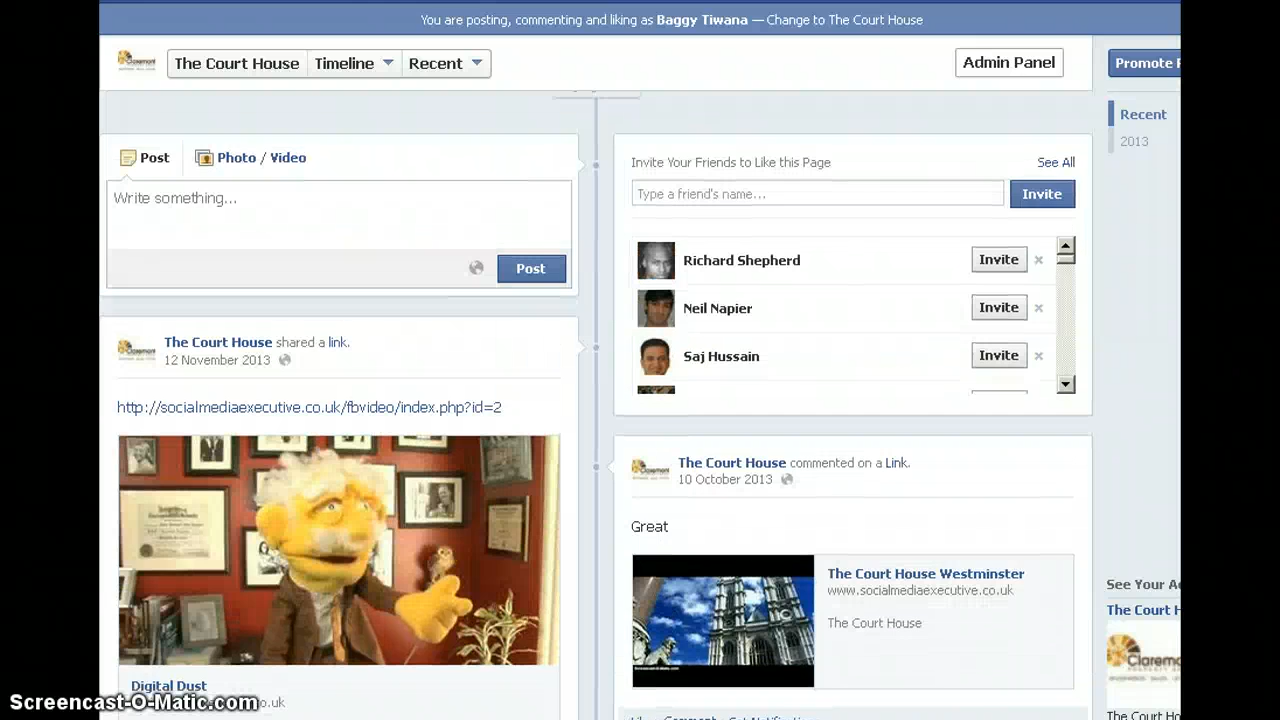 You are posting, commenting and liking as Baggy Tiwana — Change to The Court House
Claremont
The Court House
Timeline
Recent
Admin Panel
Promote
Recent
2013
Post
Photo / Video
Write something...
Post
Invite Your Friends to Like this Page
See All
Type a friend's name...
Invite
Richard Shepherd
Invite
Neil Napier
Invite
Saj Hussain
Invite
The Court House shared a link.
12 November 2013
http://socialmediaexecutive.co.uk/fbvideo/index.php?id=2
Digital Dust
The Court House commented on a Link.
10 October 2013
Great
The Court House Westminster
www.socialmediaexecutive.co.uk
The Court House
See Your
The Court
Claremont
The Court House
Screencast-O-Matic.com